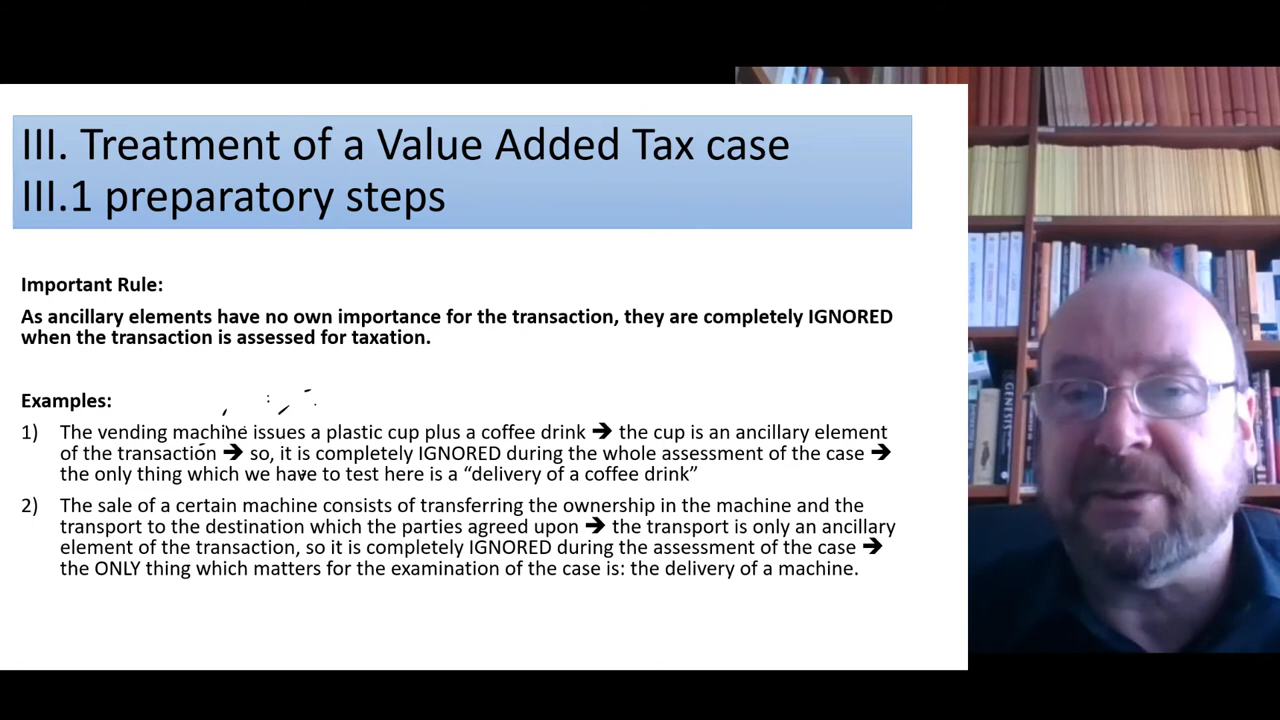 III. Treatment of a Value Added Tax case
III.1 preparatory steps
Important Rule:
As ancillary elements have no own importance for the transaction, they are completely IGNORED
when the transaction is assessed for taxation.
Examples:
1) The vending machine issues a plastic cup plus a coffee drink ➔ the cup is an ancillary element
of the transaction ➔ so, it is completely IGNORED during the whole assessment of the case ➔
the only thing which we have to test here is a “delivery of a coffee drink”
2) The sale of a certain machine consists of transferring the ownership in the machine and the
transport to the destination which the parties agreed upon ➔ the transport is only an ancillary
element of the transaction, so it is completely IGNORED during the assessment of the case ➔
the ONLY thing which matters for the examination of the case is: the delivery of a machine.
GENESIS